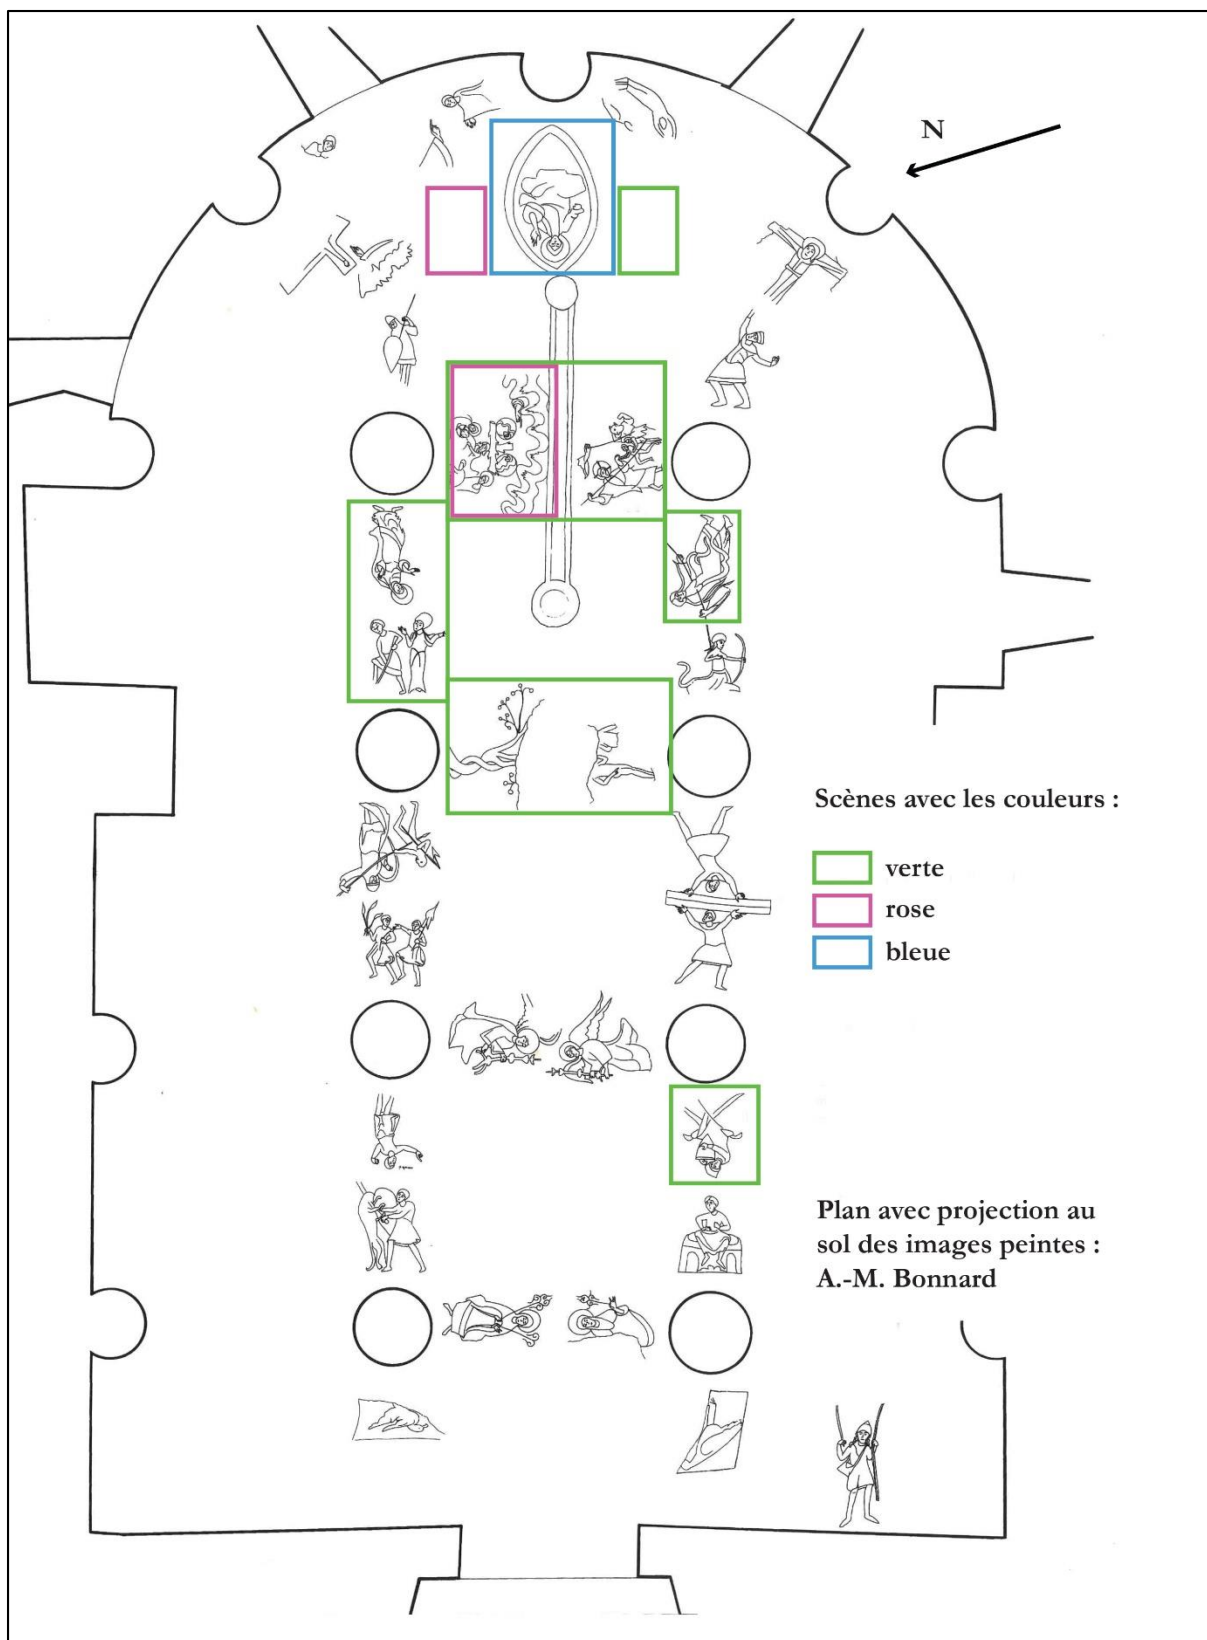 N
Scènes avec les couleurs :
verte
rose
bleue
Plan avec projection au
sol des images peintes :
A.-M. Bonnard